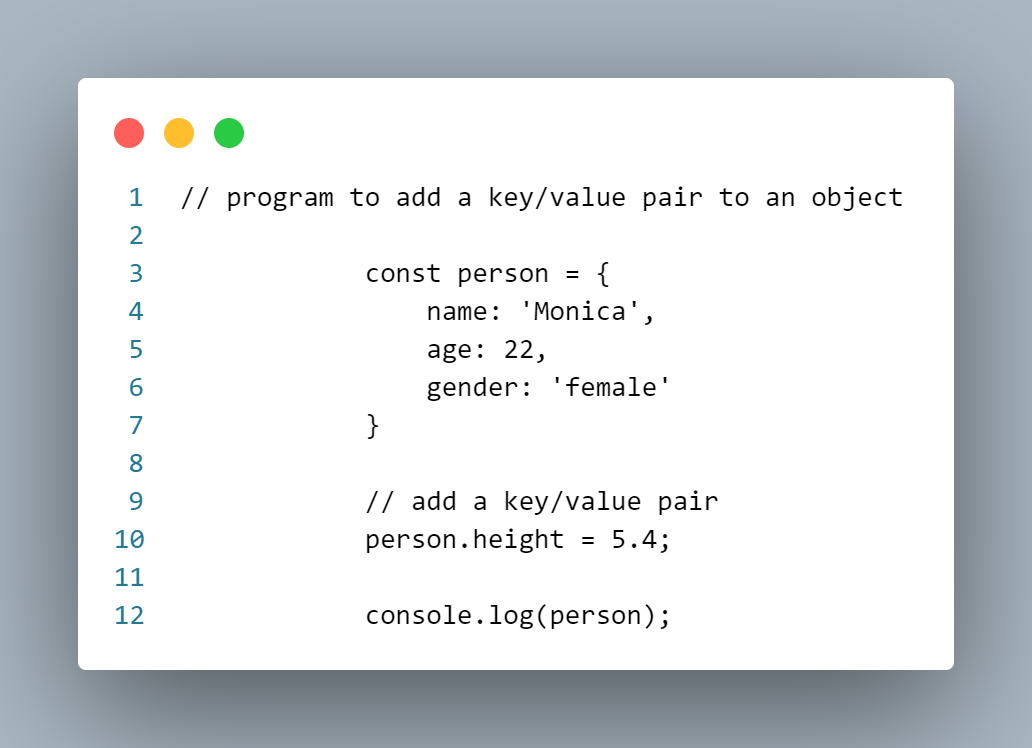 1 // program to add a key/value pair to an object
2
3 const person = {
4 name: 'Monica',
5 age: 22,
6 gender: 'female'
7 }
8
9 // add a key/value pair
10 person.height = 5.4;
11
12 console.log(person);